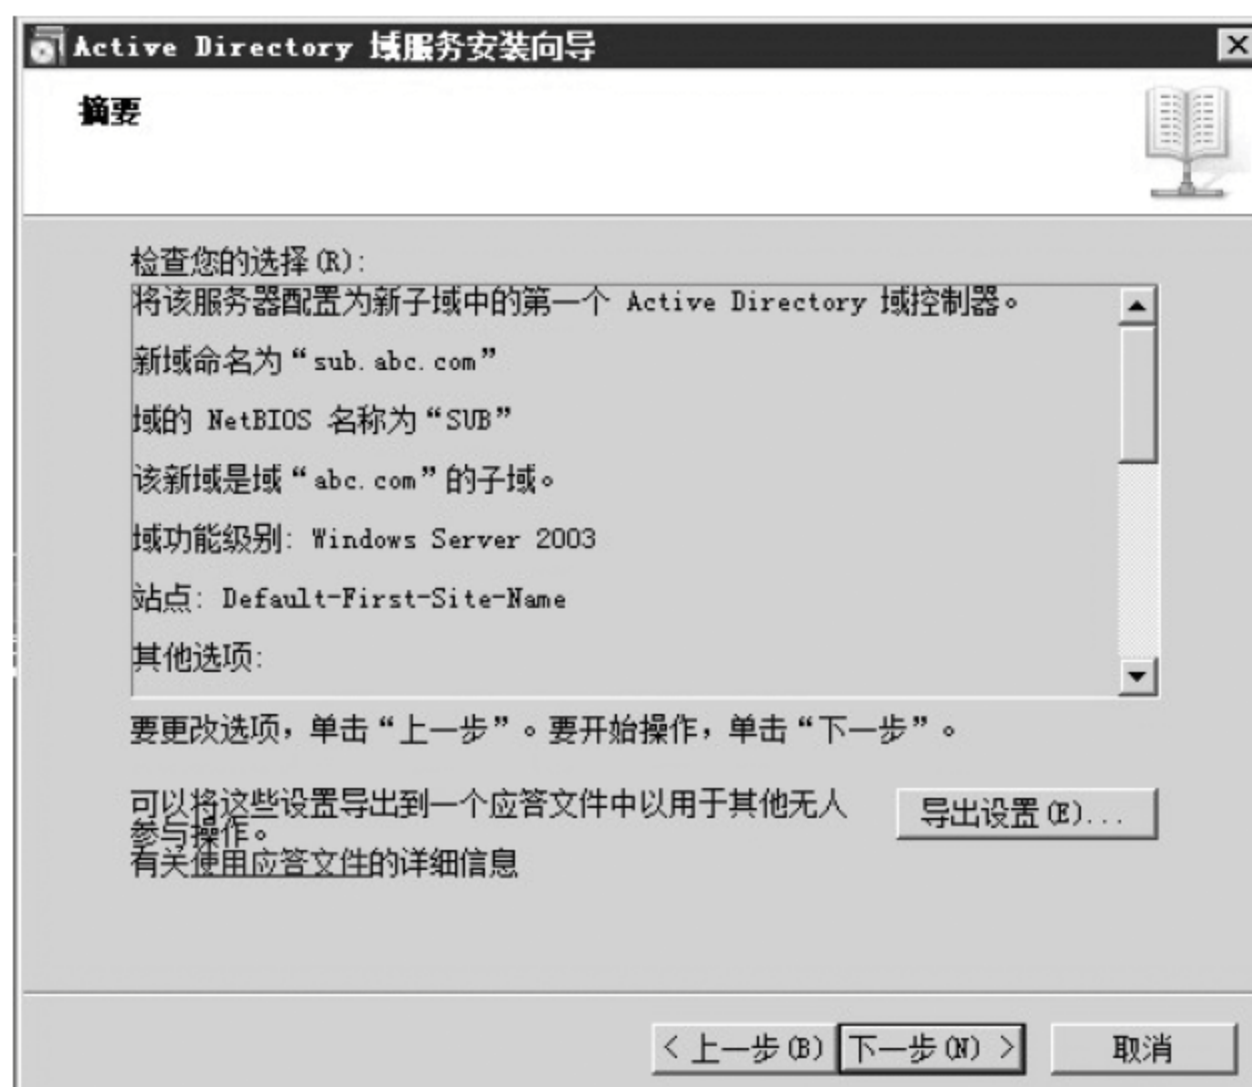 Active Directory 域服务安装向导
摘要
检查您的选择(R):
将该服务器配置为新子域中的第一个 Active Directory 域控制器。
新域命名为“sub.abc.com”
域的 NetBIOS 名称为“SUB”
该新域是域“abc.com”的子域。
域功能级别: Windows Server 2003
站点: Default-First-Site-Name
其他选项:
要更改选项，单击“上一步”。要开始操作，单击“下一步”。
可以将这些设置导出到一个应答文件中以用于其他无人
参与操作。
导出设置(E)...
有关使用应答文件的详细信息
< 上一步(B)
下一步(N) >
取消